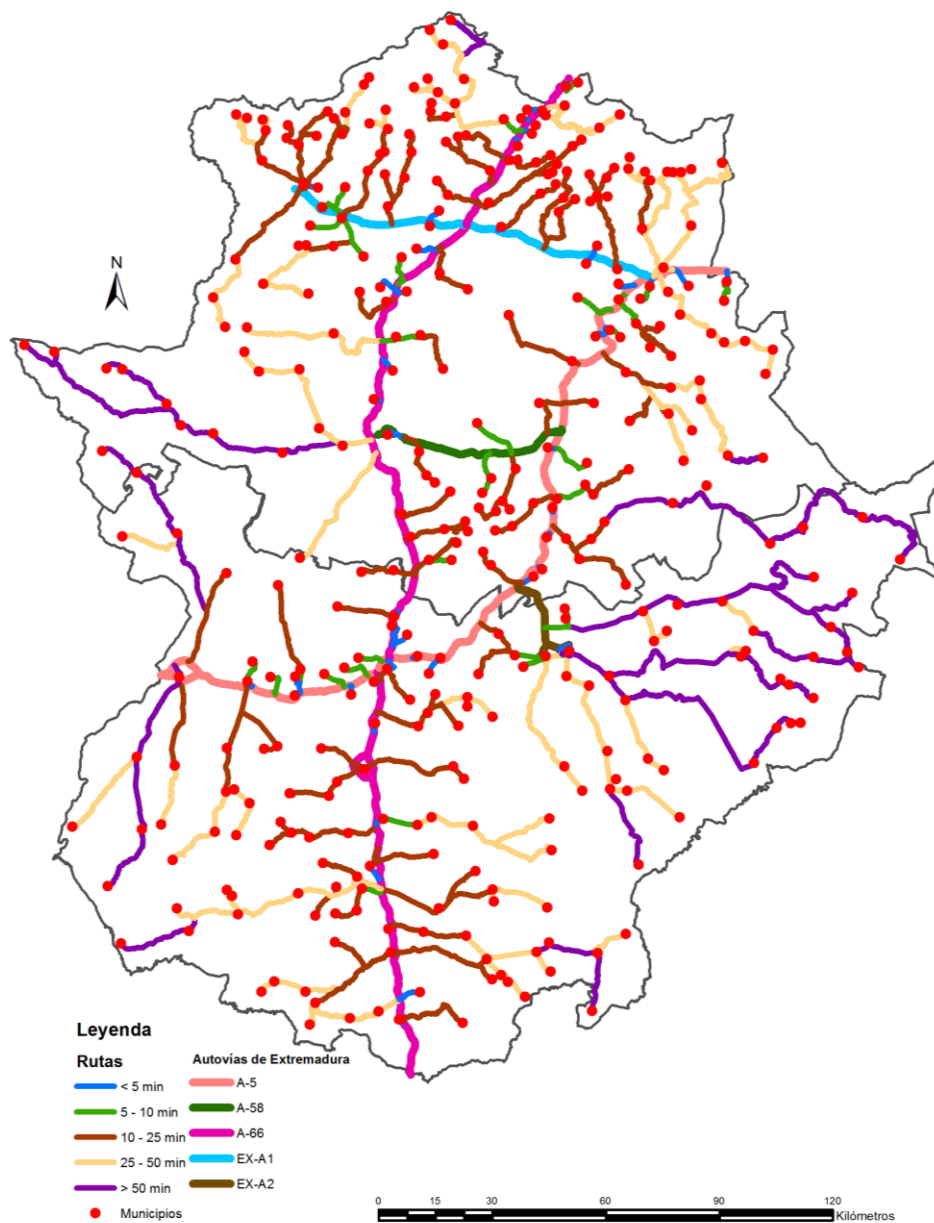 N
Leyenda
Rutas
< 5 min
5 - 10 min
10 - 25 min
25 - 50 min
> 50 min
Municipios
Autovías de Extremadura
A-5
A-58
A-66
EX-A1
EX-A2
0 15 30 60 90 120
Kilómetros